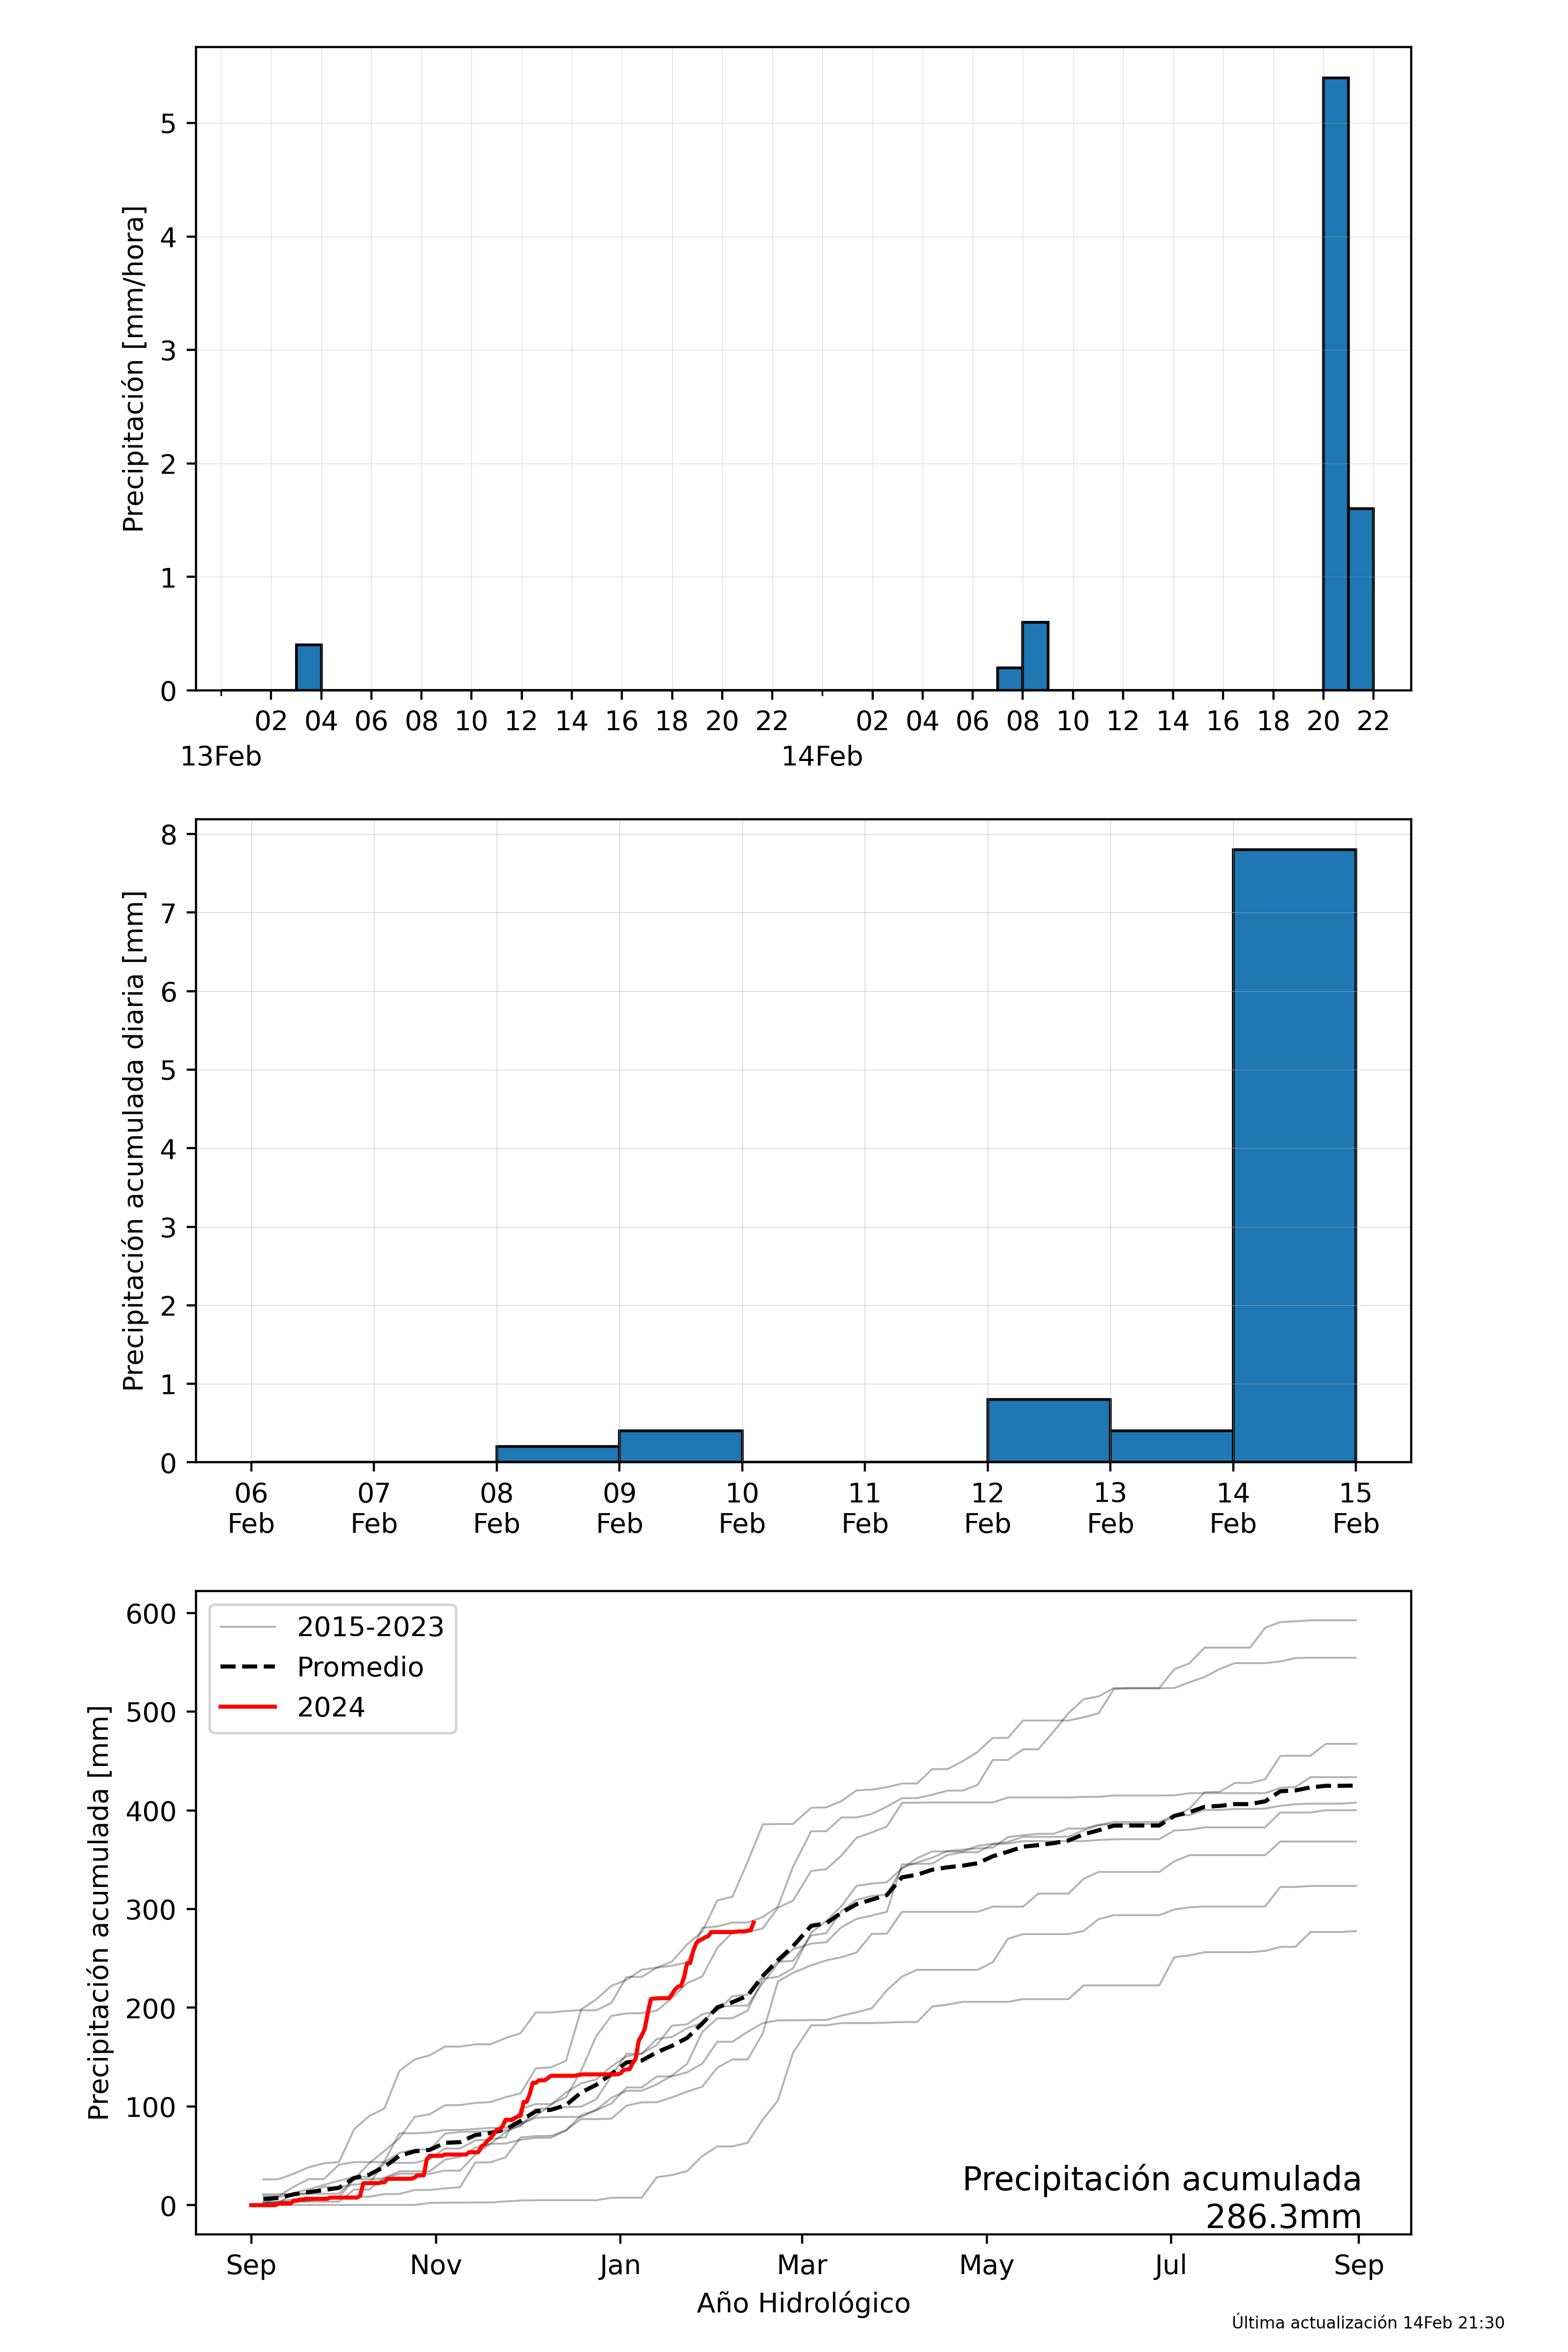 Precipitación [mm/hora]
5
4
3
2
1
0
02 04 06 08 10 12 14 16 18 20 22 02 04 06 08 10 12 14 16 18 20 22
13Feb 14Feb
Precipitación acumulada diaria [mm]
8
7
6
5
4
3
2
1
0
06 07 08 09 10 11 12 13 14 15
Feb Feb Feb Feb Feb Feb Feb Feb Feb Feb
Precipitación acumulada [mm]
600
500
400
300
200
100
0
2015-2023
Promedio
2024
Precipitación acumulada
286.3mm
Sep Nov Jan Mar May Jul Sep
Año Hidrológico
Última actualización 14Feb 21:30